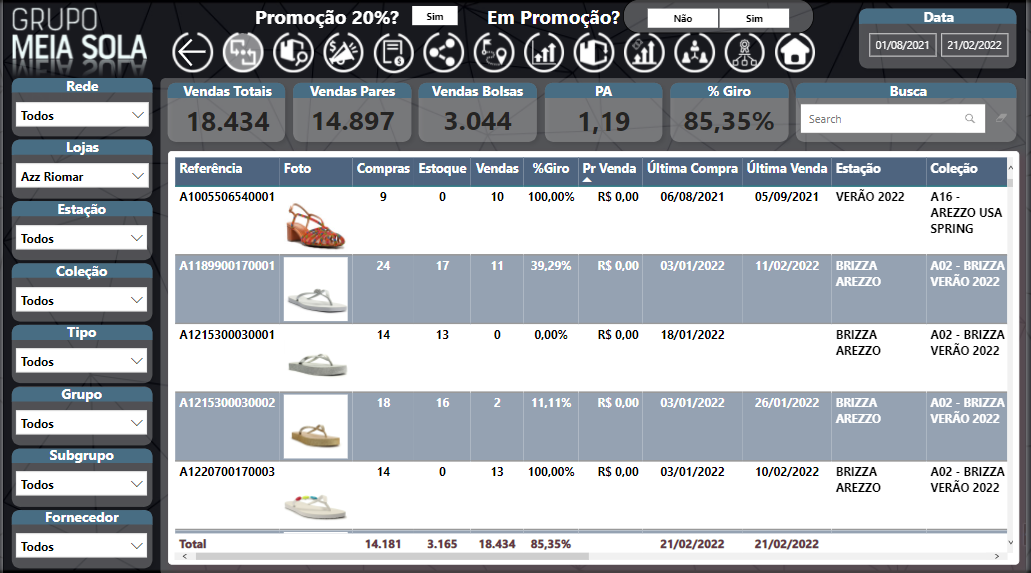 GRUPO
MEIA SOLA
Promoção 20%?
Sim
Em Promoção?
Não
Sim
Data
01/08/2021
21/02/2022
Rede
Todos
Lojas
Azz Riomar
Estação
Todos
Coleção
Todos
Tipo
Todos
Grupo
Todos
Subgrupo
Todos
Fornecedor
Todos
Vendas Totais
18.434
Vendas Pares
14.897
Vendas Bolsas
3.044
PA
1,19
% Giro
85,35%
Busca
Search
Referência Foto Compras Estoque Vendas %Giro Pr Venda Última Compra Última Venda Estação Coleção
A1005506540001 9 0 10 100,00% R$ 0,00 06/08/2021 05/09/2021 VERÃO 2022 A16 -
AREZZO USA
SPRING
A1189900170001 24 17 11 39,29% R$ 0,00 03/01/2022 11/02/2022 BRIZZA A02 - BRIZZA
AREZZO VERÃO 2022
A1215300030001 14 13 0 0,00% R$ 0,00 18/01/2022 BRIZZA A02 - BRIZZA
AREZZO VERÃO 2022
A1215300030002 18 16 2 11,11% R$ 0,00 03/01/2022 26/01/2022 BRIZZA A02 - BRIZZA
AREZZO VERÃO 2022
A1220700170003 14 0 13 100,00% R$ 0,00 03/01/2022 10/02/2022 BRIZZA A02 - BRIZZA
AREZZO VERÃO 2022
Total 14.181 3.165 18.434 85,35% 21/02/2022 21/02/2022